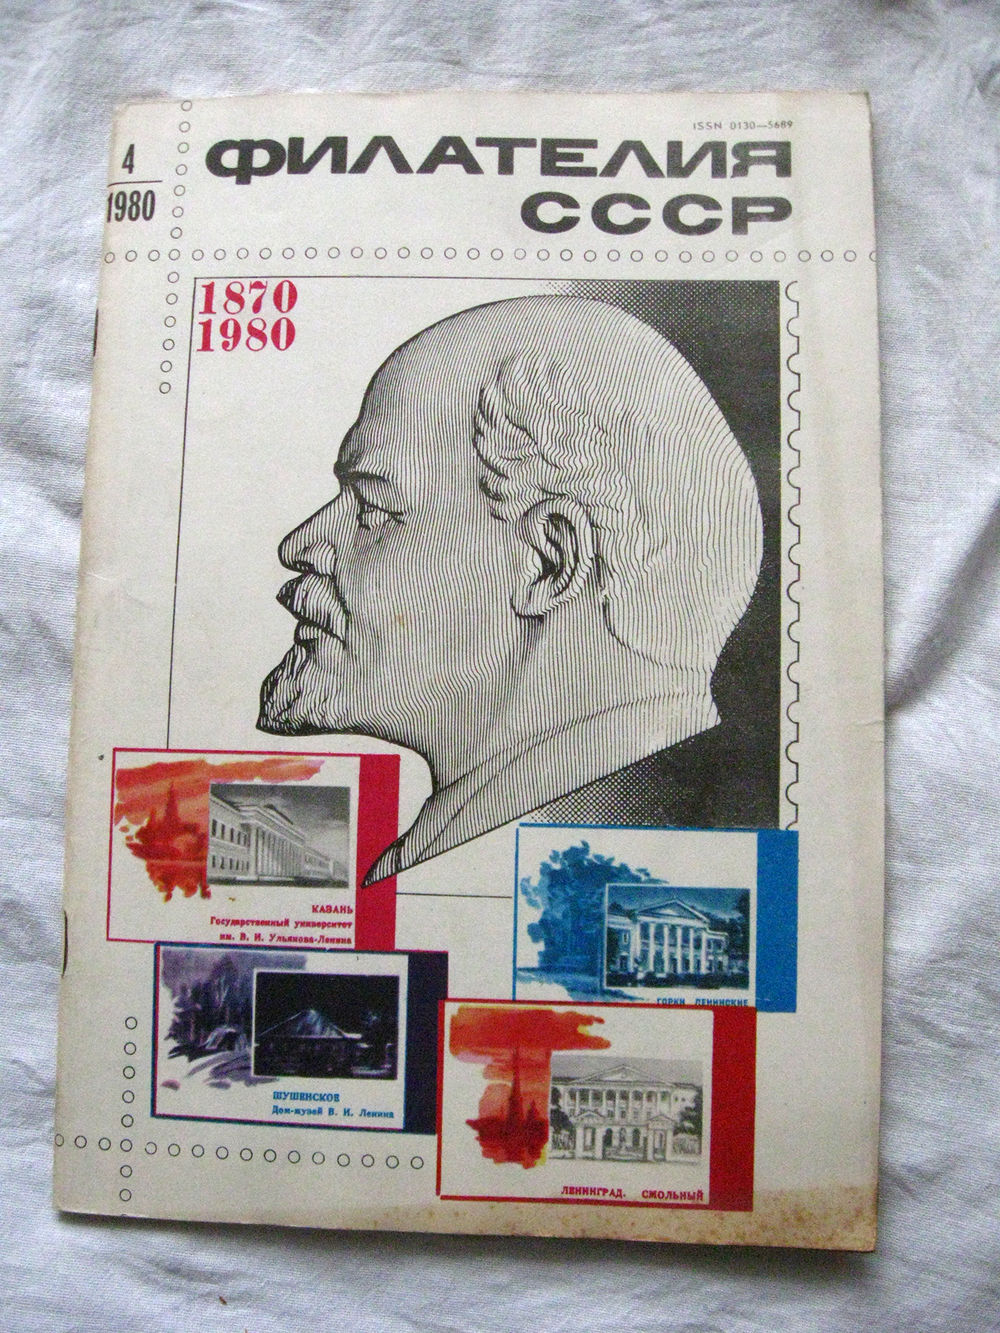 ISSN 0130—5689
4
1980
ФИЛАТЕЛИЯ
СССР
1870
1980
КАЗАНЬ
Государственный университет
им. В. И. Ульянова-Ленина
ГОРКИ ЛЕНИНСКИЕ
ШУШЕНСКОЕ
Дом-музей В. И. Ленина
ЛЕНИНГРАД. СМОЛЬНЫЙ